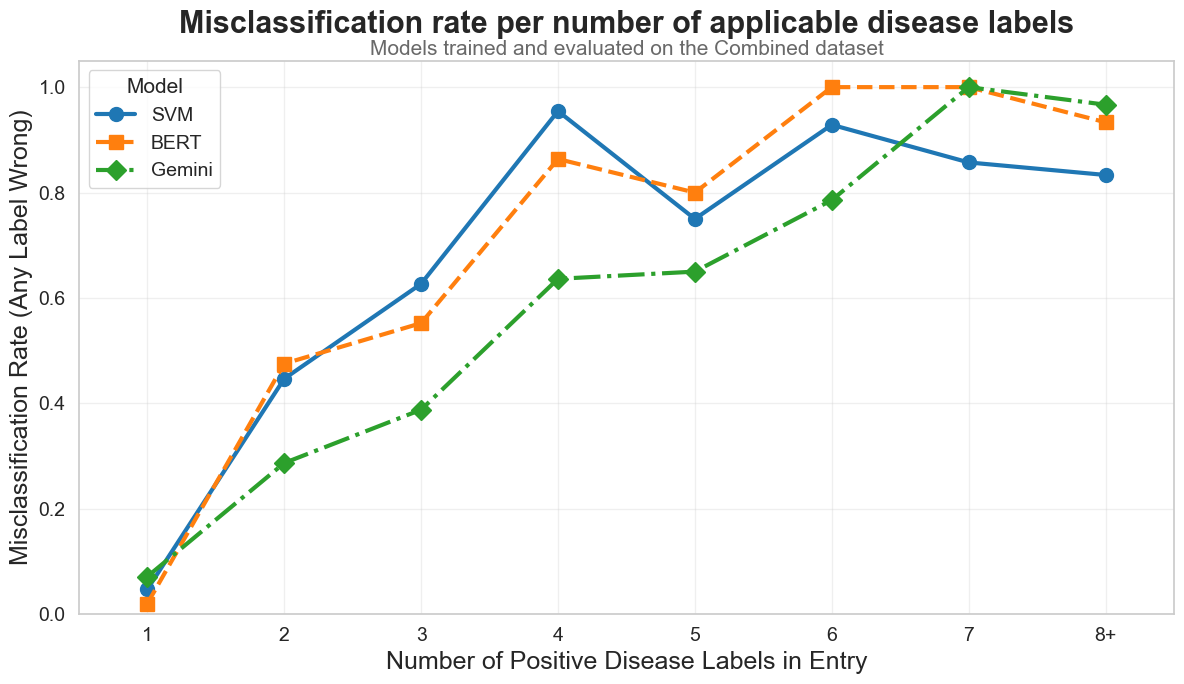 Misclassification rate per number of applicable disease labels
Models trained and evaluated on the Combined dataset
Model
SVM
BERT
Gemini
Misclassification Rate (Any Label Wrong)
1.0
0.8
0.6
0.4
0.2
0.0
1 2 3 4 5 6 7 8+
Number of Positive Disease Labels in Entry